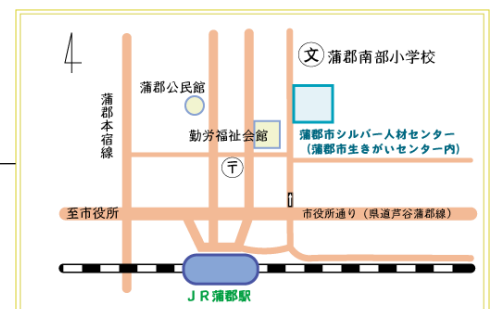 文 蒲郡南部小学校
蒲郡公民館
蒲郡本宿線
勤労福祉会館
蒲郡市シルバー人材センター
（蒲郡市生きがいセンター内）
〒
至市役所
市役所通り（県道芦谷蒲郡線）
ＪＲ蒲郡駅